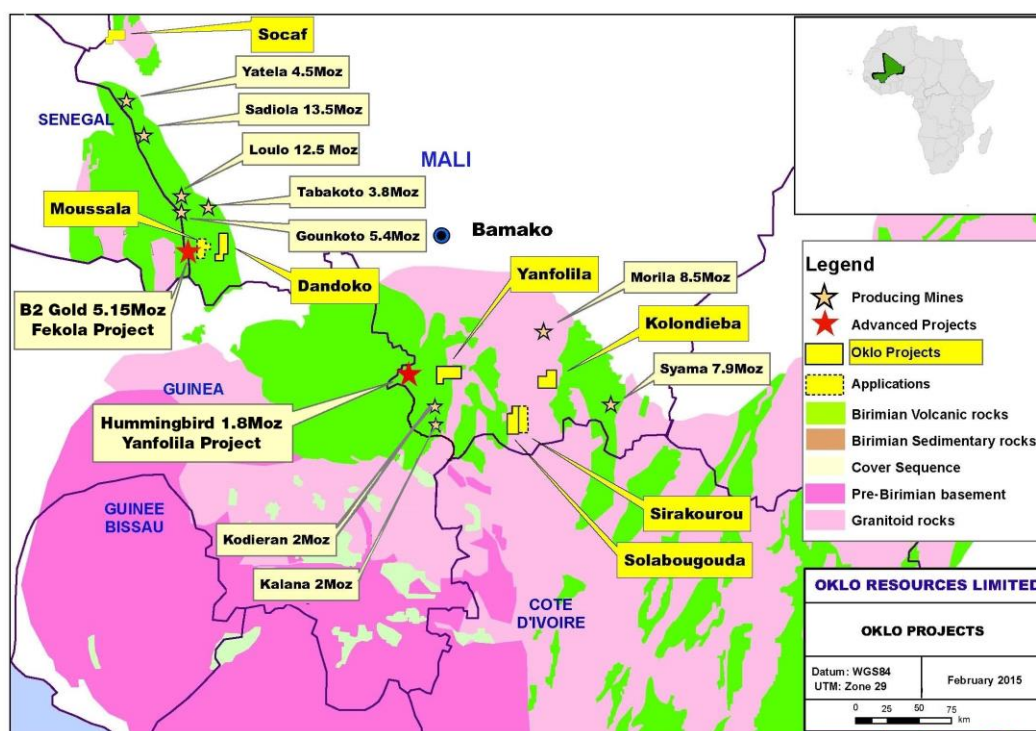 Socaf
Yatela 4.5Moz
Sadiola 13.5Moz
SENEGAL
Loulo 12.5 Moz
MALI
Tabakoto 3.8Moz
Moussala
Gounkoto 5.4Moz
Bamako
Dandoko
Yanfolila
Morila 8.5Moz
B2 Gold 5.15Moz
Fekola Project
Kolondieba
Syama 7.9Moz
GUINEA
Hummingbird 1.8Moz
Yanfolila Project
GUINEE
BISSAU
Kodieran 2Moz
Kalana 2Moz
Sirakourou
Solabougouda
COTE
D'IVOIRE
Legend
Producing Mines
Advanced Projects
Oklo Projects
Applications
Birimian Volcanic rocks
Birimian Sedimentary rocks
Cover Sequence
Pre-Birimian basement
Granitoid rocks
OKLO RESOURCES LIMITED
OKLO PROJECTS
Datum: WGS84
UTM: Zone 29
February 2015
0 25 50 75
km